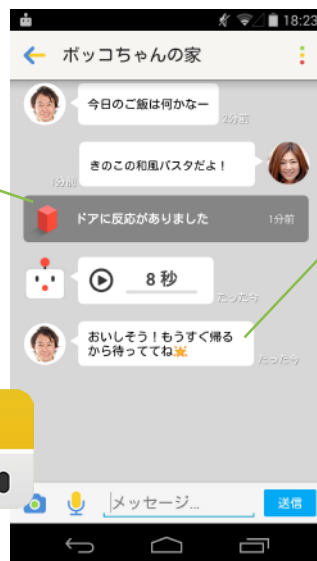 18:23
ボッコちゃんの家
今日のご飯は何かなー
2分前
きのこの和風パスタだよ！
1分前
ドアに反応がありました
1分前
8秒
たった今
おいしそう！もうすぐ帰る
から待っててね
たった今
メッセージ...
送信